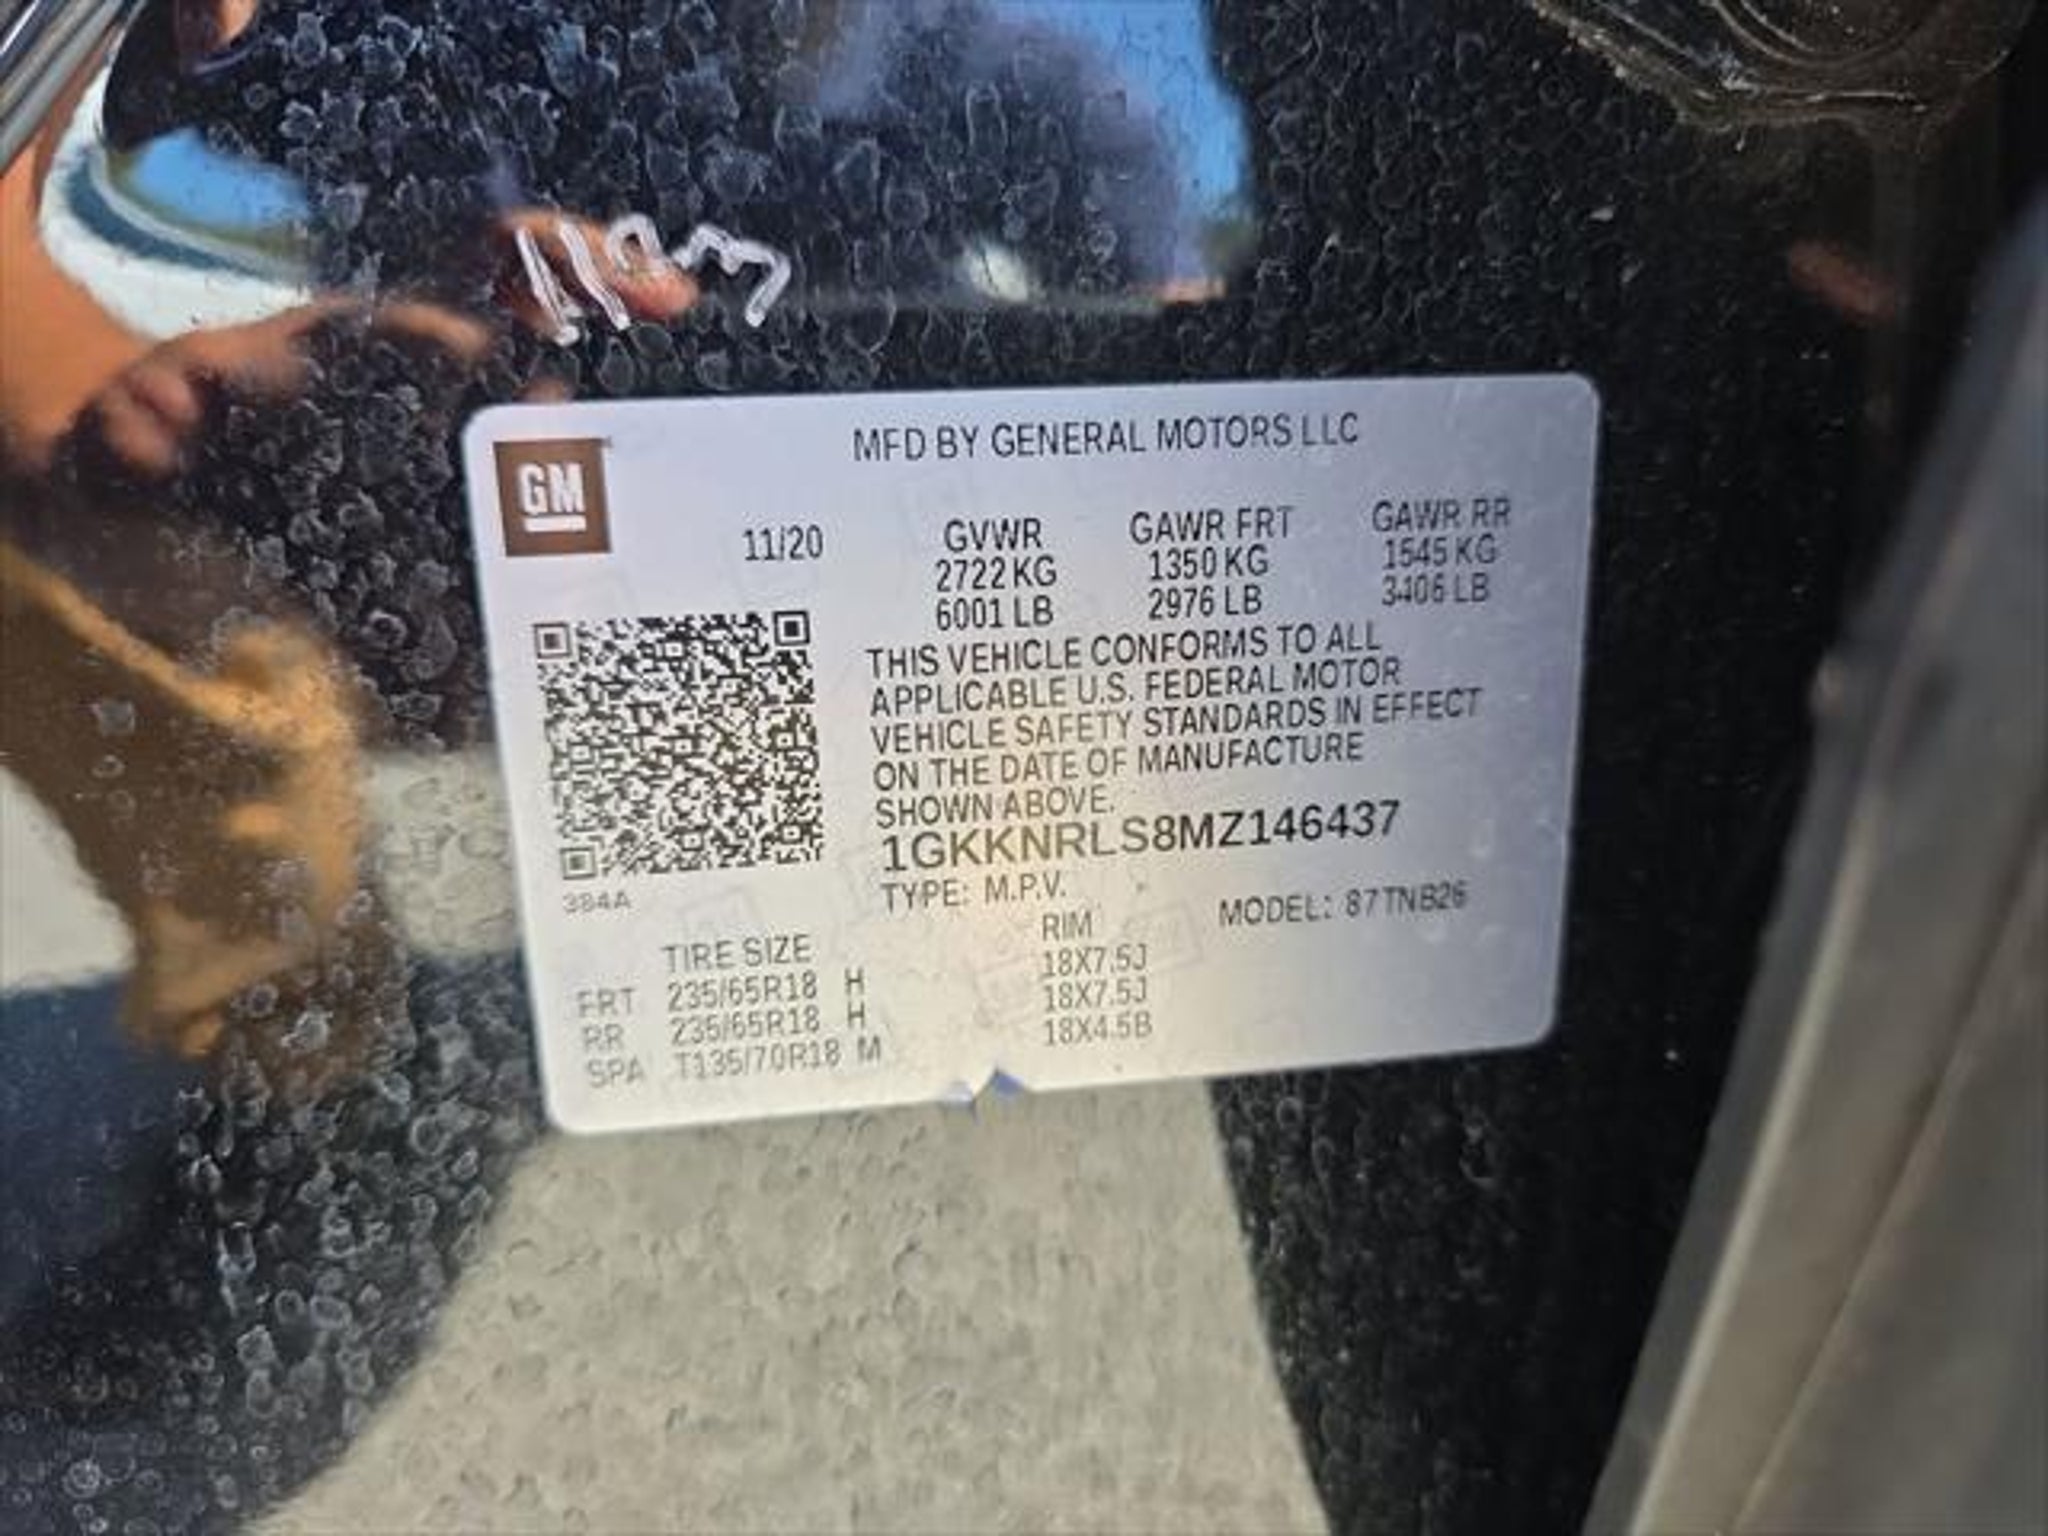 MFD BY GENERAL MOTORS LLC
GM
11/20
GVWR GAWR FRT GAWR RR
2722 KG 1350 KG 1545 KG
6001 LB 2976 LB 3406 LB
THIS VEHICLE CONFORMS TO ALL
APPLICABLE U.S. FEDERAL MOTOR
VEHICLE SAFETY STANDARDS IN EFFECT
ON THE DATE OF MANUFACTURE
SHOWN ABOVE.
1GKKNRLS8MZ146437
384A
TYPE: M.P.V. MODEL: 87TNB26
TIRE SIZE RIM
FRT 235/65R18 H 18X7.5J
RR 235/65R18 H 18X7.5J
SPA T135/70R18 M 18X4.5B